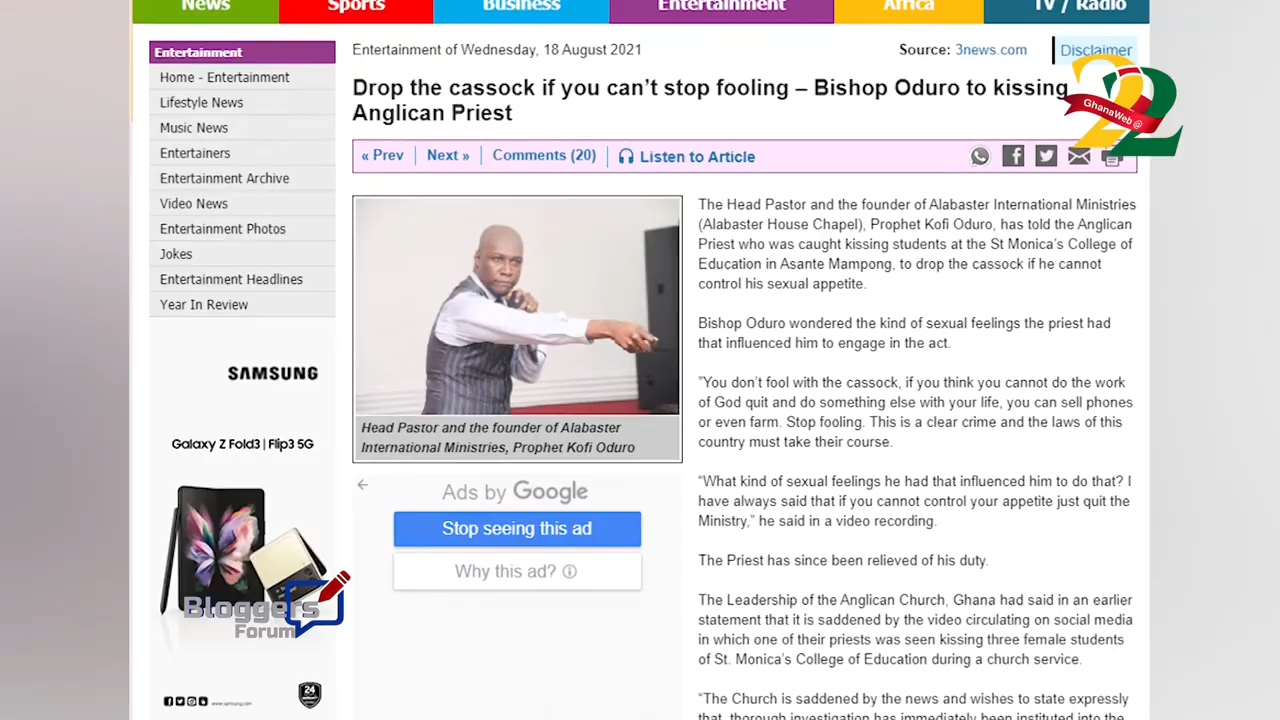 News
Sports
Business
Entertainment
Africa
TV / Radio
Entertainment
Home - Entertainment
Lifestyle News
Music News
Entertainers
Entertainment Archive
Video News
Entertainment Photos
Jokes
Entertainment Headlines
Year In Review
SAMSUNG
Galaxy Z Fold3 | Flip3 5G
Bloggers
Forum
24
www.samsung.com
Entertainment of Wednesday, 18 August 2021
Source: 3news.com
Disclaimer
GhanaWeb @
22
Drop the cassock if you can’t stop fooling – Bishop Oduro to kissing
Anglican Priest
« Prev
Next »
Comments (20)
Listen to Article
Head Pastor and the founder of Alabaster
International Ministries, Prophet Kofi Oduro
Ads by Google
Stop seeing this ad
Why this ad?
The Head Pastor and the founder of Alabaster International Ministries
(Alabaster House Chapel), Prophet Kofi Oduro, has told the Anglican
Priest who was caught kissing students at the St Monica’s College of
Education in Asante Mampong, to drop the cassock if he cannot
control his sexual appetite.
Bishop Oduro wondered the kind of sexual feelings the priest had
that influenced him to engage in the act.
”You don’t fool with the cassock, if you think you cannot do the work
of God quit and do something else with your life, you can sell phones
or even farm. Stop fooling. This is a clear crime and the laws of this
country must take their course.
“What kind of sexual feelings he had that influenced him to do that? I
have always said that if you cannot control your appetite just quit the
Ministry,” he said in a video recording.
The Priest has since been relieved of his duty.
The Leadership of the Anglican Church, Ghana had said in an earlier
statement that it is saddened by the video circulating on social media
in which one of their priests was seen kissing three female students
of St. Monica’s College of Education during a church service.
“The Church is saddened by the news and wishes to state expressly
that, thorough investigation has immediately been instituted into the